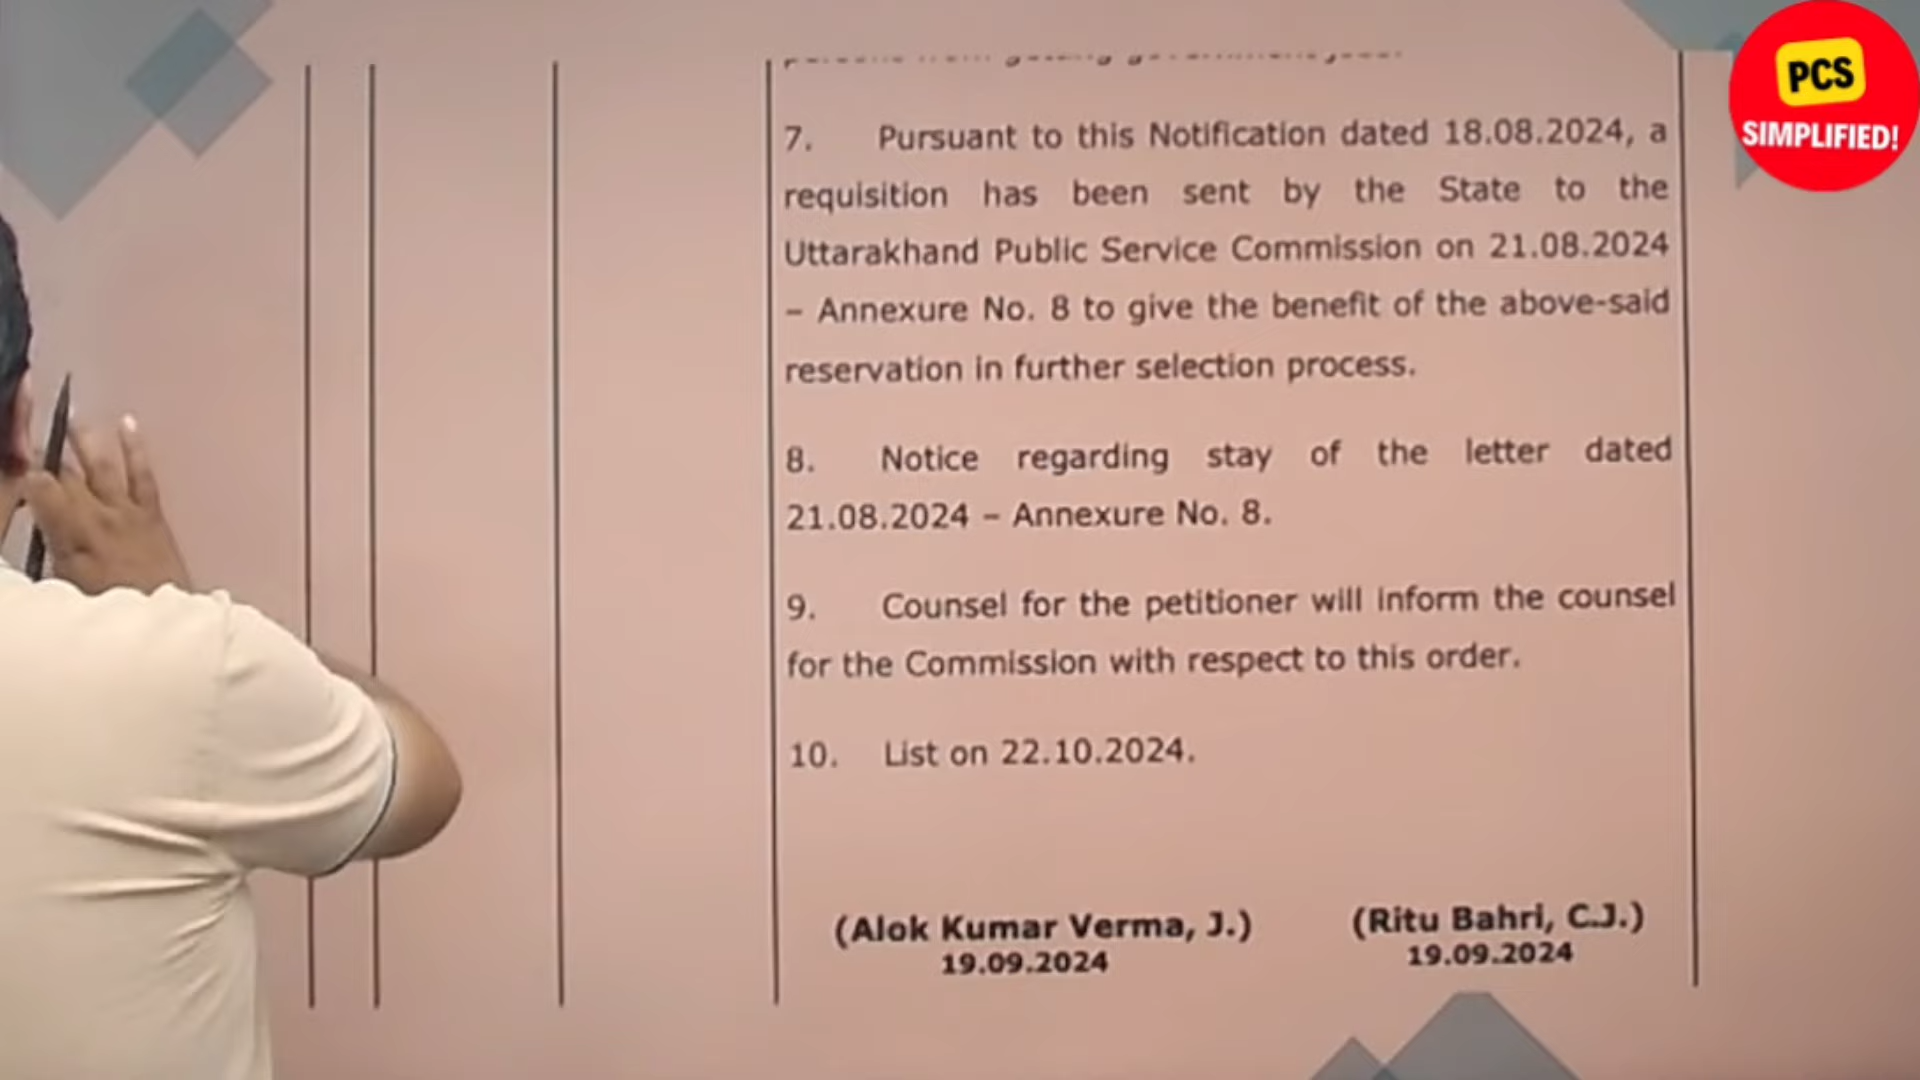 PCS
SIMPLIFIED!
7. Pursuant to this Notification dated 18.08.2024, a
requisition has been sent by the State to the
Uttarakhand Public Service Commission on 21.08.2024
– Annexure No. 8 to give the benefit of the above-said
reservation in further selection process.
8. Notice regarding stay of the letter dated
21.08.2024 – Annexure No. 8.
9. Counsel for the petitioner will inform the counsel
for the Commission with respect to this order.
10. List on 22.10.2024.
(Alok Kumar Verma, J.) (Ritu Bahri, C.J.)
19.09.2024 19.09.2024